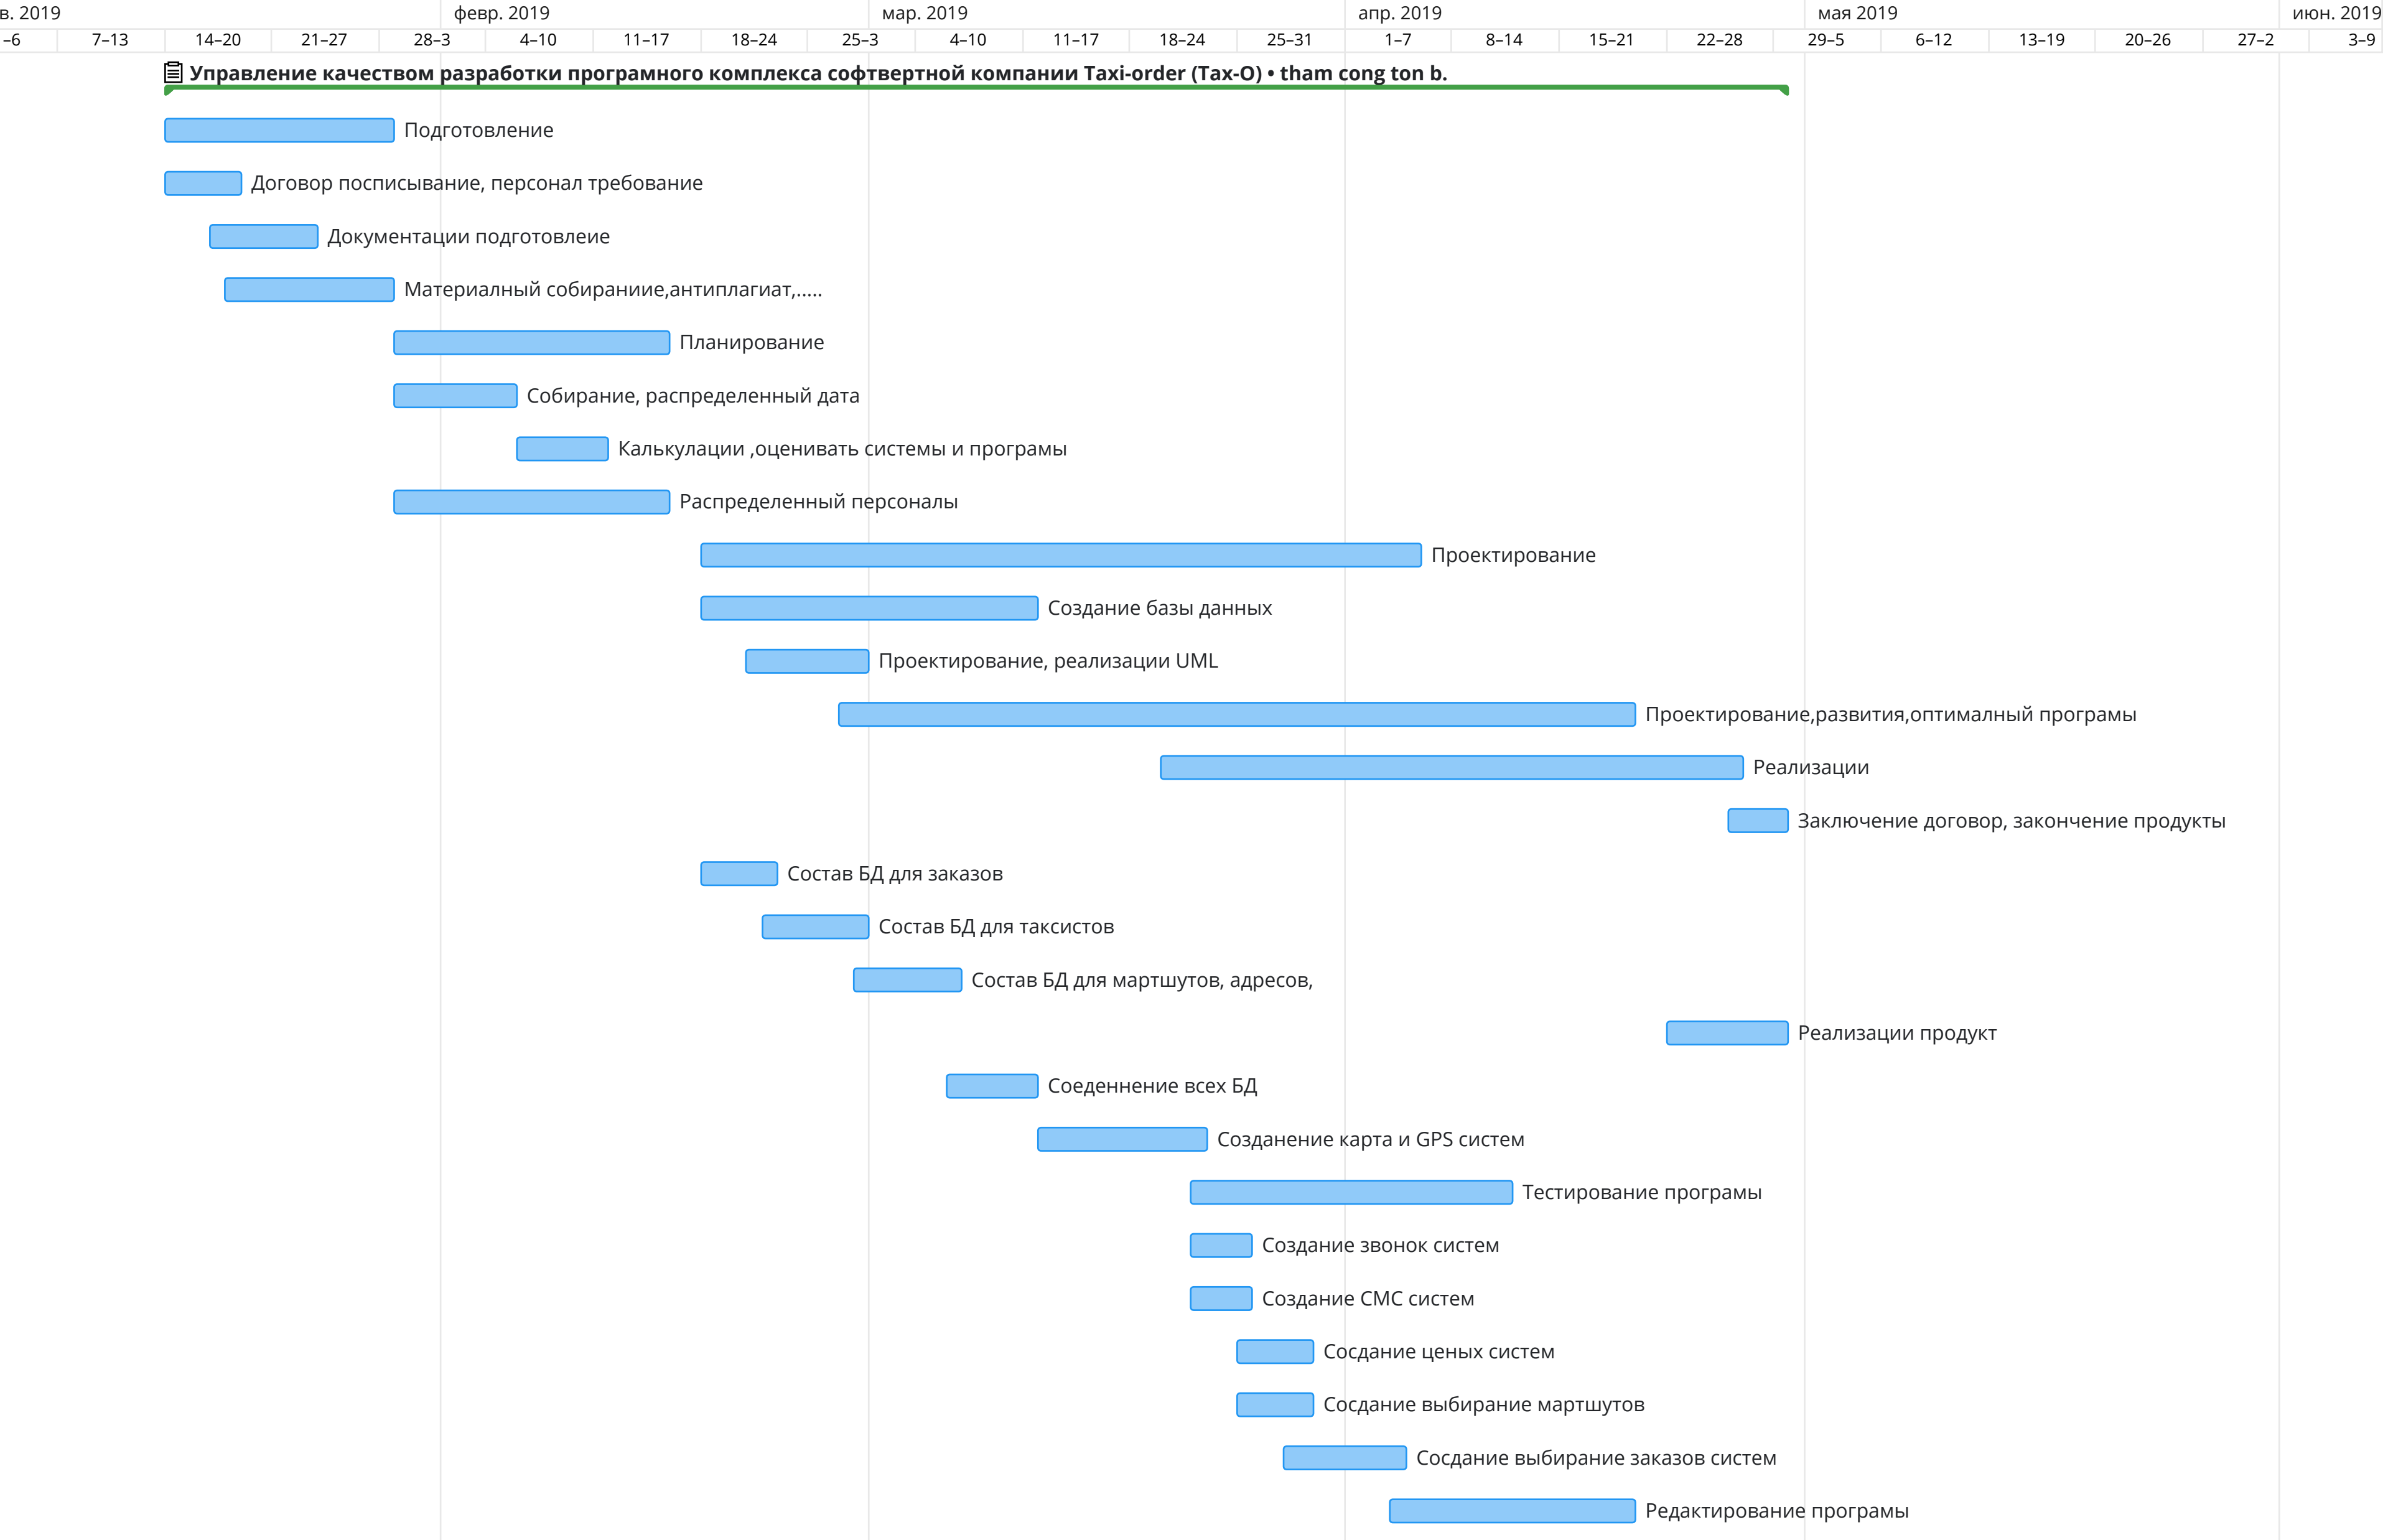 в. 2019 февр. 2019 мар. 2019 апр. 2019 мая 2019 июн. 2019
–6 7–13 14–20 21–27 28–3 4–10 11–17 18–24 25–3 4–10 11–17 18–24 25–31 1–7 8–14 15–21 22–28 29–5 6–12 13–19 20–26 27–2 3–9
Управление качеством разработки програмного комплекса софтвертной компании Taxi-order (Tax-O) • tham cong ton b.
Подготовление
Договор посписывание, персонал требование
Документации подготовлеие
Материалный собираниие,антиплагиат,.....
Планирование
Собирание, распределенный дата
Калькулации ,оценивать системы и програмы
Распределенный персоналы
Проектирование
Создание базы данных
Проектирование, реализации UML
Проектирование,развития,оптималный програмы
Реализации
Заключение договор, закончение продукты
Состав БД для заказов
Состав БД для таксистов
Состав БД для мартшутов, адресов,
Реализации продукт
Соеденнение всех БД
Созданение карта и GPS систем
Тестирование програмы
Создание звонок систем
Создание СМС систем
Сосдание ценых систем
Сосдание выбирание мартшутов
Сосдание выбирание заказов систем
Редактирование програмы